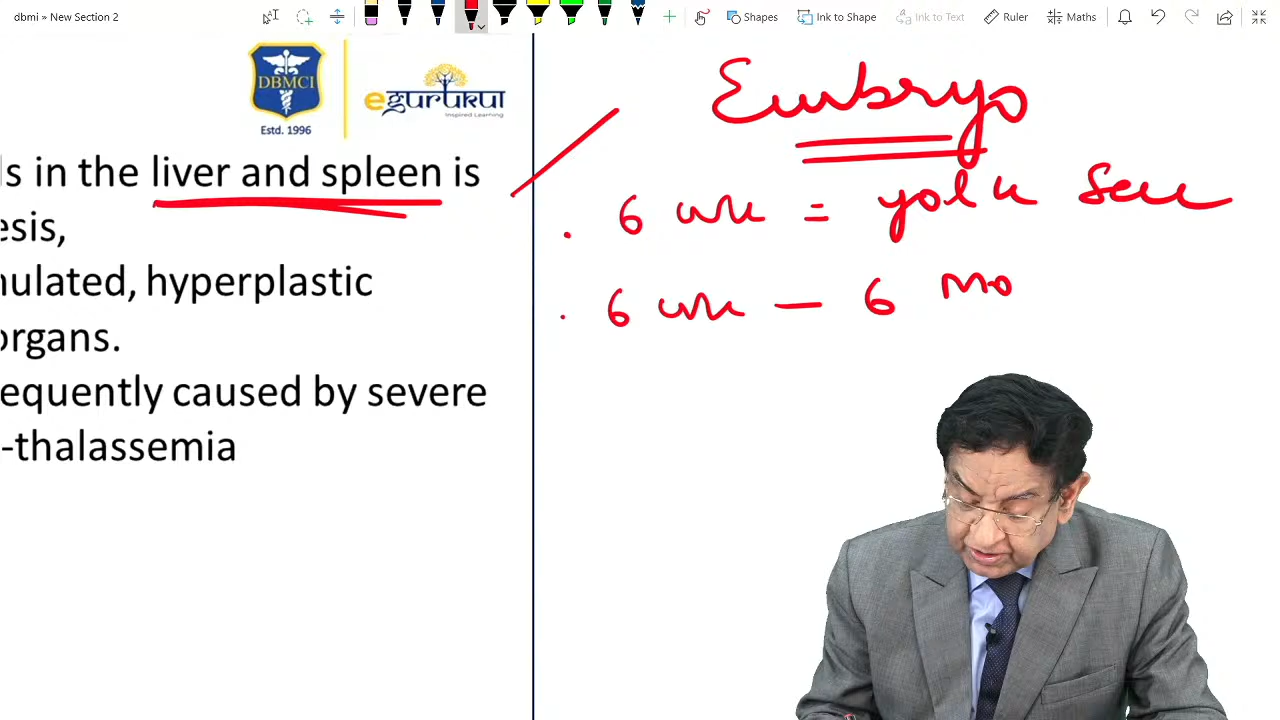 dbmi » New Section 2
Shapes
Ink to Shape
Ink to Text
Ruler
Maths
DBMCI
Estd. 1996
egurukul
Inspired Learning
ls in the liver and spleen is
esis,
nulated, hyperplastic
organs.
equently caused by severe
-thalassemia
Embryo
. 6 wk = yolk Sac
. 6 wk — 6 mo